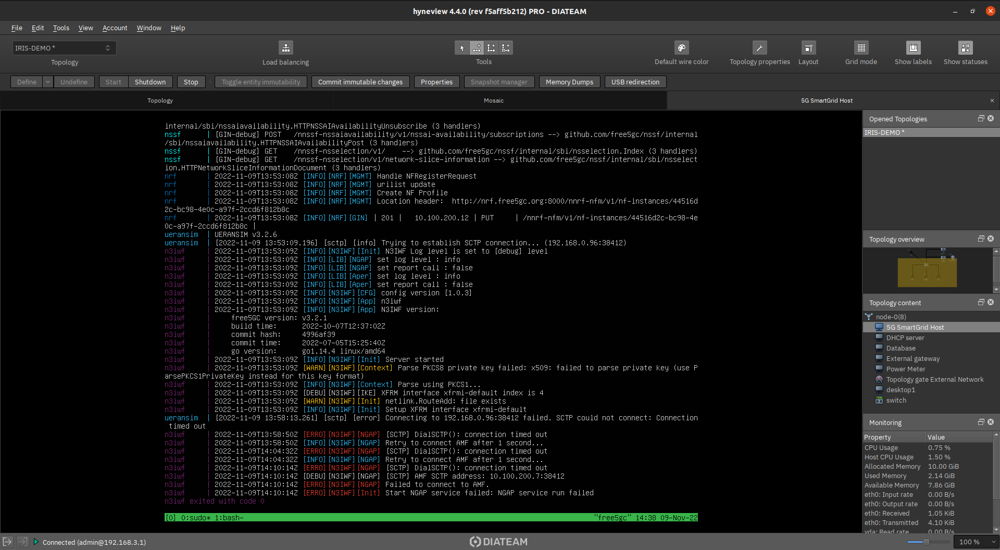 hyneview 4.4.0 (rev f5aff5b212) PRO - DIATEAM
File Edit Tools View Account Window Help
IRIS-DEMO *
Topology Load balancing Tools Default wire color Topology properties Layout Grid mode Show labels Show statuses
Define Undefine Start Shutdown Stop Toggle entity immutability Commit immutable changes Properties Snapshot manager Memory Dumps USB redirection
Topology Mosaic 5G SmartGrid Host
internal/sbi/nssaiavailability.HTTPNSSAIAvailabilityUnsubscribe (3 handlers)
nssf | [GIN-debug] POST /nnssf-nssaiavailability/v1/nssai-availability/subscriptions --> github.com/free5gc/nssf/internal
/sbi/nssaiavailability.HTTPNSSAIAvailabilityPost (3 handlers)
nssf | [GIN-debug] GET /nnssf-nsselection/v1/ --> github.com/free5gc/nssf/internal/sbi/nsselection.Index (3 handlers)
nssf | [GIN-debug] GET /nnssf-nsselection/v1/network-slice-information --> github.com/free5gc/nssf/internal/sbi/nsselect
ion.HTTPNetworkSliceInformationDocument (3 handlers)
nrf | 2022-11-09T13:53:08Z [INFO][NRF][MGMT] Handle NFRegisterRequest
nrf | 2022-11-09T13:53:08Z [INFO][NRF][MGMT] urilist update
nrf | 2022-11-09T13:53:08Z [INFO][NRF][MGMT] Create NF Profile
nrf | 2022-11-09T13:53:08Z [INFO][NRF][MGMT] Location header: http://nrf.free5gc.org:8000/nnrf-nfm/v1/nf-instances/44516d
2c-bc98-4e0c-a97f-2ccd6f812b8c
nrf | 2022-11-09T13:53:08Z [INFO][NRF][GIN] | 201 | 10.100.200.12 | PUT | /nnrf-nfm/v1/nf-instances/44516d2c-bc98-4e
0c-a97f-2ccd6f812b8c |
ueransim | UERANSIM v3.2.6
ueransim | [2022-11-09 13:53:09.196] [sctp] [info] Trying to establish SCTP connection... (192.168.0.96:38412)
n3iwf | 2022-11-09T13:53:09Z [INFO][N3IWF][Init] N3IWF Log level is set to [debug] level
n3iwf | 2022-11-09T13:53:09Z [INFO][LIB][NGAP] set log level : info
n3iwf | 2022-11-09T13:53:09Z [INFO][LIB][NGAP] set report call : false
n3iwf | 2022-11-09T13:53:09Z [INFO][LIB][Aper] set log level : info
n3iwf | 2022-11-09T13:53:09Z [INFO][LIB][Aper] set report call : false
n3iwf | 2022-11-09T13:53:09Z [INFO][N3IWF][CFG] config version [1.0.3]
n3iwf | 2022-11-09T13:53:09Z [INFO][N3IWF][App] n3iwf
n3iwf | 2022-11-09T13:53:09Z [INFO][N3IWF][App] N3IWF version:
n3iwf | free5GC version: v3.2.1
n3iwf | build time: 2022-10-07T12:37:02Z
n3iwf | commit hash: 4996af39
n3iwf | commit time: 2022-07-05T15:25:40Z
n3iwf | go version: go1.14.4 linux/amd64
n3iwf | 2022-11-09T13:53:09Z [INFO][N3IWF][Init] Server started
n3iwf | 2022-11-09T13:53:09Z [WARN][N3IWF][Context] Parse PKCS8 private key failed: x509: failed to parse private key (use P
arsePKCS1PrivateKey instead for this key format)
n3iwf | 2022-11-09T13:53:09Z [INFO][N3IWF][Context] Parse using PKCS1...
n3iwf | 2022-11-09T13:53:09Z [DEBU][N3IWF][IKE] XFRM interface xfrmi-default index is 4
n3iwf | 2022-11-09T13:53:09Z [WARN][N3IWF][Init] netlink.RouteAdd: file exists
n3iwf | 2022-11-09T13:53:09Z [INFO][N3IWF][Init] Setup XFRM interface xfrmi-default
ueransim | [2022-11-09 13:58:13.261] [sctp] [error] Connecting to 192.168.0.96:38412 failed. SCTP could not connect: Connection
timed out
n3iwf | 2022-11-09T13:58:50Z [ERRO][N3IWF][NGAP] [SCTP] DialSCTP(): connection timed out
n3iwf | 2022-11-09T13:58:50Z [INFO][N3IWF][NGAP] Retry to connect AMF after 1 second...
n3iwf | 2022-11-09T14:04:32Z [ERRO][N3IWF][NGAP] [SCTP] DialSCTP(): connection timed out
n3iwf | 2022-11-09T14:04:32Z [INFO][N3IWF][NGAP] Retry to connect AMF after 1 second...
n3iwf | 2022-11-09T14:10:14Z [ERRO][N3IWF][NGAP] [SCTP] DialSCTP(): connection timed out
n3iwf | 2022-11-09T14:10:14Z [DEBU][N3IWF][NGAP] [SCTP] AMF SCTP address: 10.100.200.7:38412
n3iwf | 2022-11-09T14:10:14Z [ERRO][N3IWF][NGAP] Failed to connect to AMF.
n3iwf | 2022-11-09T14:10:14Z [ERRO][N3IWF][Init] Start NGAP service failed: NGAP service run failed
n3iwf exited with code 0
[0] 0:sudo* 1:bash- "free5gc" 14:38 09-Nov-22
Opened Topologies
IRIS-DEMO *
Topology overview
Topology content
node-0(8)
5G SmartGrid Host
DHCP server
Database
External gateway
Power Meter
Topology gate External Network
desktop1
switch
Monitoring
Property Value
CPU Usage 0.75 %
Host CPU Usage 1.50 %
Allocated Memory 10.00 GiB
Used Memory 2.14 GiB
Available Memory 7.86 GiB
eth0: Input rate 0.00 B/s
eth0: Output rate 0.00 B/s
eth0: Received 1.05 KiB
eth0: Transmitted 4.10 KiB
vda: Read rate 0.00 B/s
Connected (admin@192.168.3.1) DIATEAM 100 %